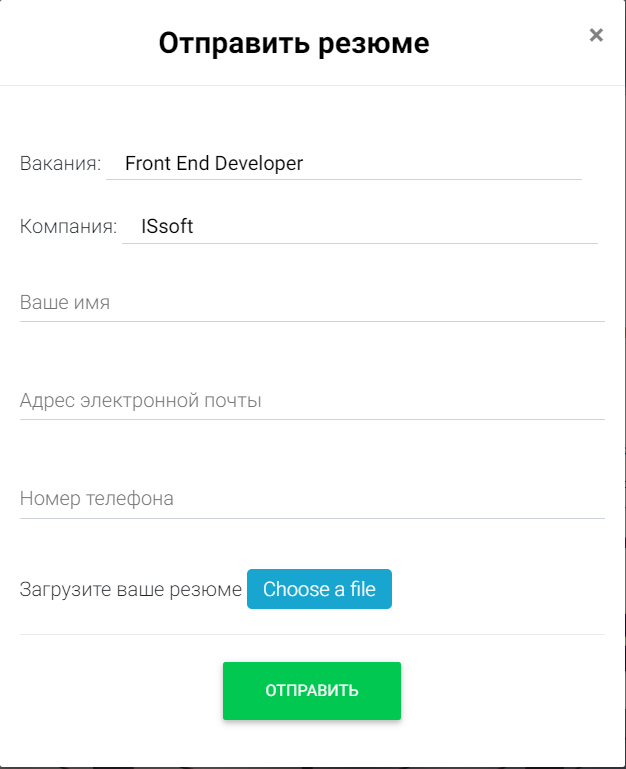 Отправить резюме ×
Вакания: Front End Developer
Компания: ISsoft
Ваше имя
Адрес электронной почты
Номер телефона
Загрузите ваше резюме Choose a file
ОТПРАВИТЬ